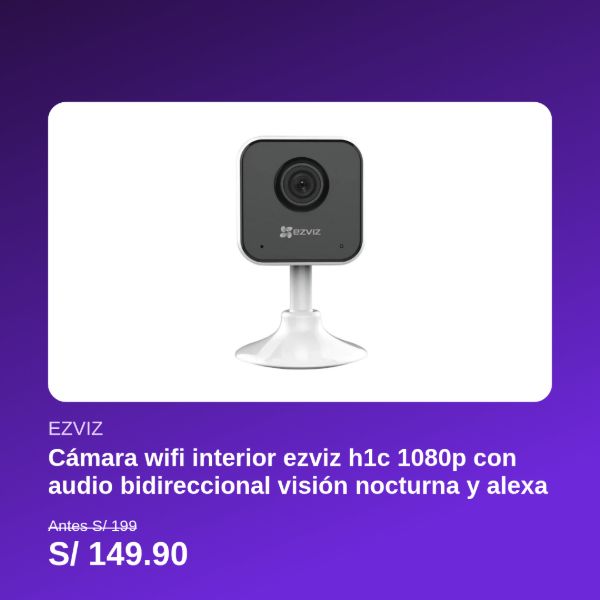 ezviz
EZVIZ
Cámara wifi interior ezviz h1c 1080p con
audio bidireccional visión nocturna y alexa
Antes S/ 199
S/ 149.90